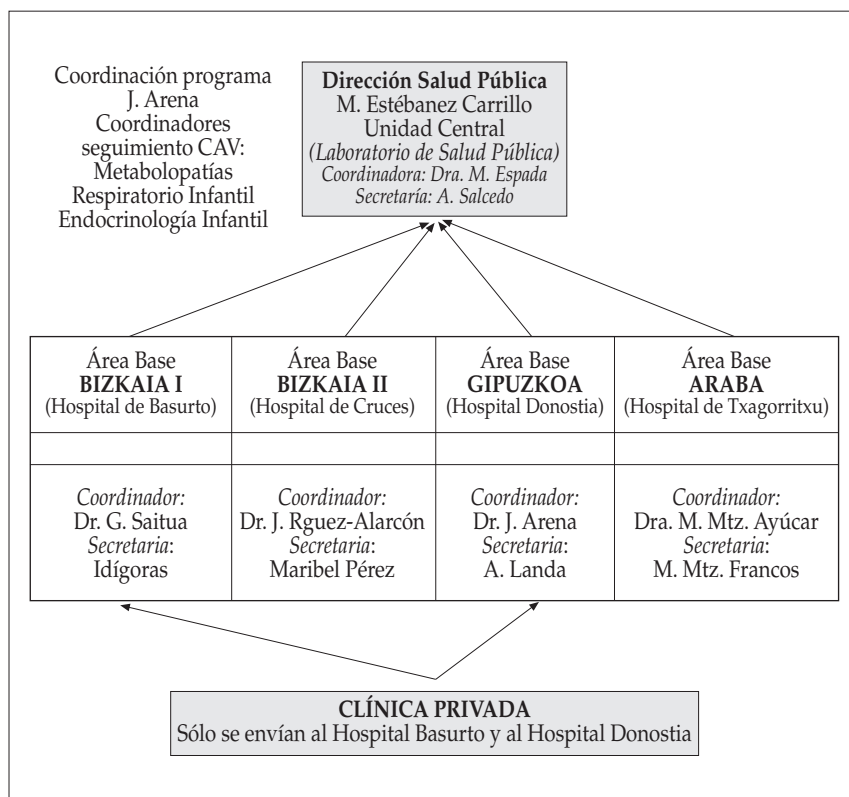 Coordinación programa
J. Arena
Coordinadores
seguimiento CAV:
Metabolopatías
Respiratorio Infantil
Endocrinología Infantil
Dirección Salud Pública
M. Estébanez Carrillo
Unidad Central
(Laboratorio de Salud Pública)
Coordinadora: Dra. M. Espada
Secretaría: A. Salcedo
Área Base
BIZKAIA I
(Hospital de Basurto)
Área Base
BIZKAIA II
(Hospital de Cruces)
Área Base
GIPUZKOA
(Hospital Donostia)
Área Base
ARABA
(Hospital de Txagorritxu)
Coordinador:
Dr. G. Saitua
Secretaria:
Idígoras
Coordinador:
Dr. J. Rguez-Alarcón
Secretaria:
Maribel Pérez
Coordinador:
Dr. J. Arena
Secretaria:
A. Landa
Coordinador:
Dra. M. Mtz. Ayúcar
Secretaria:
M. Mtz. Francos
CLÍNICA PRIVADA
Sólo se envían al Hospital Basurto y al Hospital Donostia